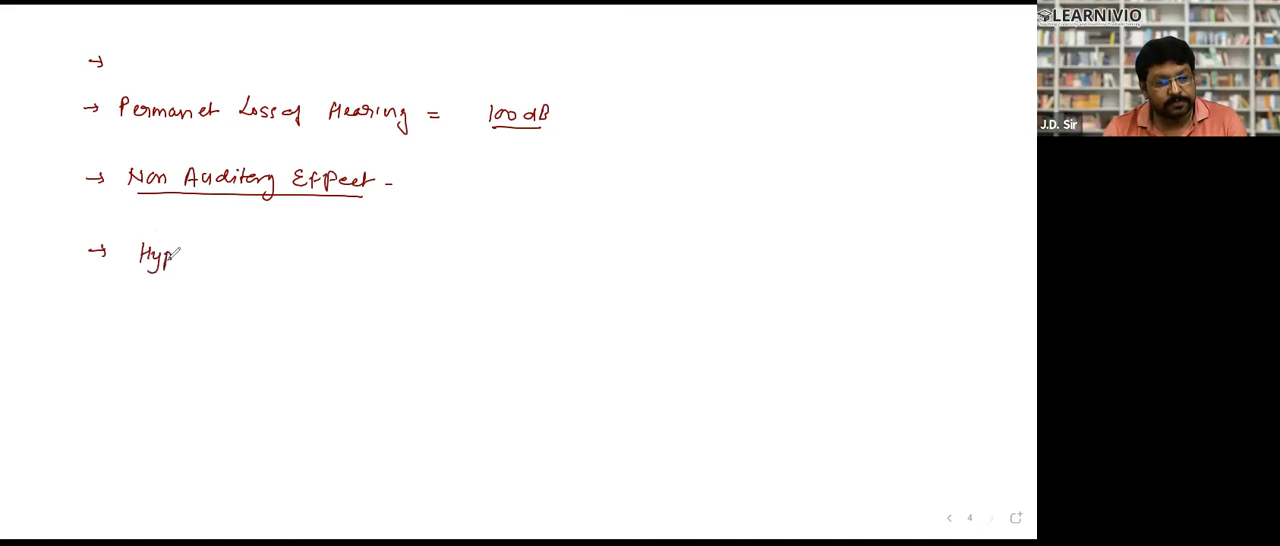 LEARNIVIO
→
→ Permanet Loss of Hearing = 100 dB
J.D. Sir
→ Non Auditory Effect -
→ Hyp
4